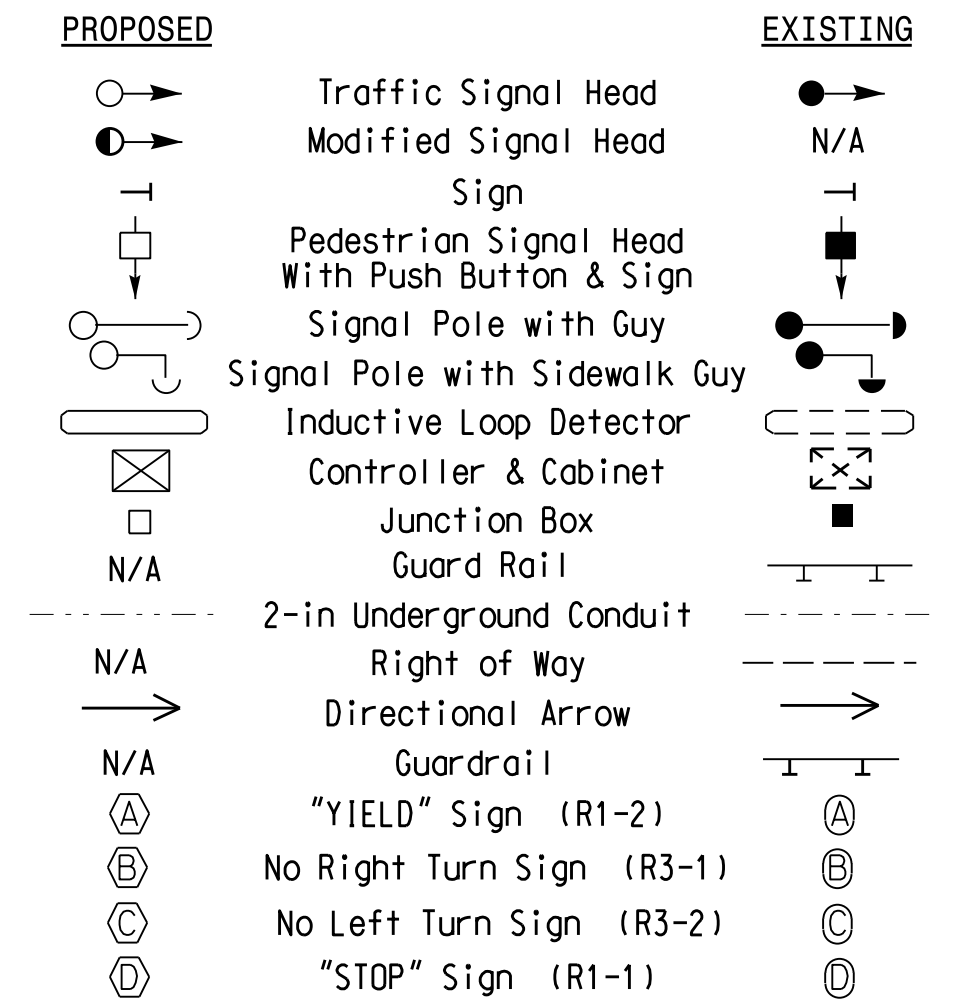 PROPOSED EXISTING
Traffic Signal Head
Modified Signal Head N/A
Sign
Pedestrian Signal Head
With Push Button & Sign
Signal Pole with Guy
Signal Pole with Sidewalk Guy
Inductive Loop Detector
Controller & Cabinet
Junction Box
N/A Guard Rail
2-in Underground Conduit
N/A Right of Way
Directional Arrow
N/A Guardrail
A "YIELD" Sign (R1-2) A
B No Right Turn Sign (R3-1) B
C No Left Turn Sign (R3-2) C
D "STOP" Sign (R1-1) D